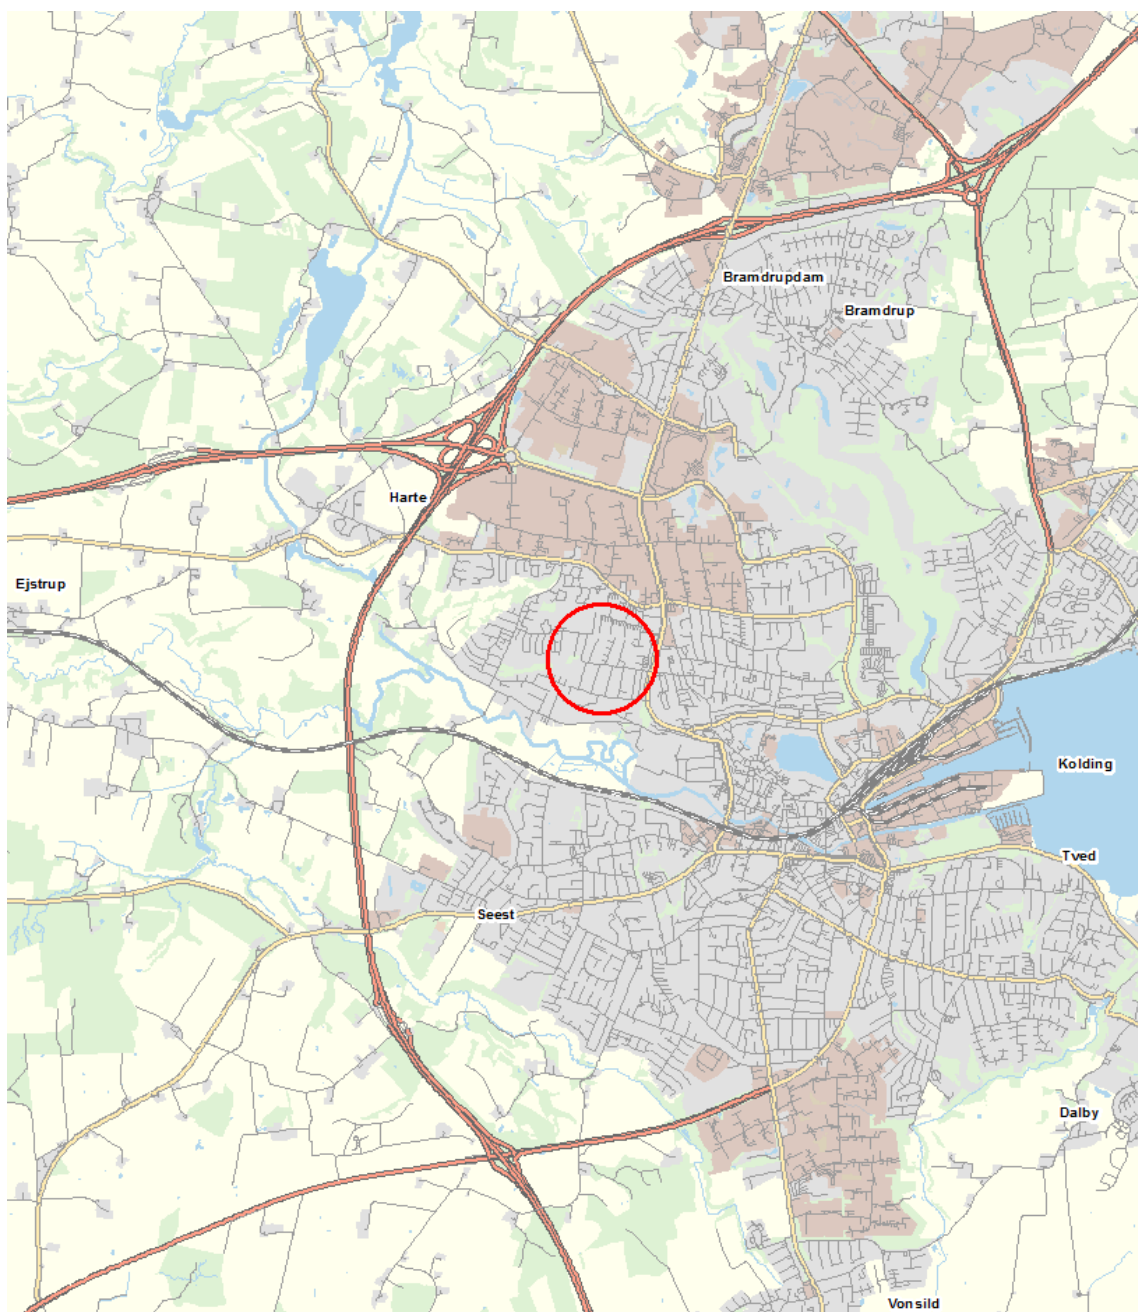 Bramdrupdam
Bramdrup
Harte
Ejstrup
Kolding
Tved
Seest
Dalby
Vonsild